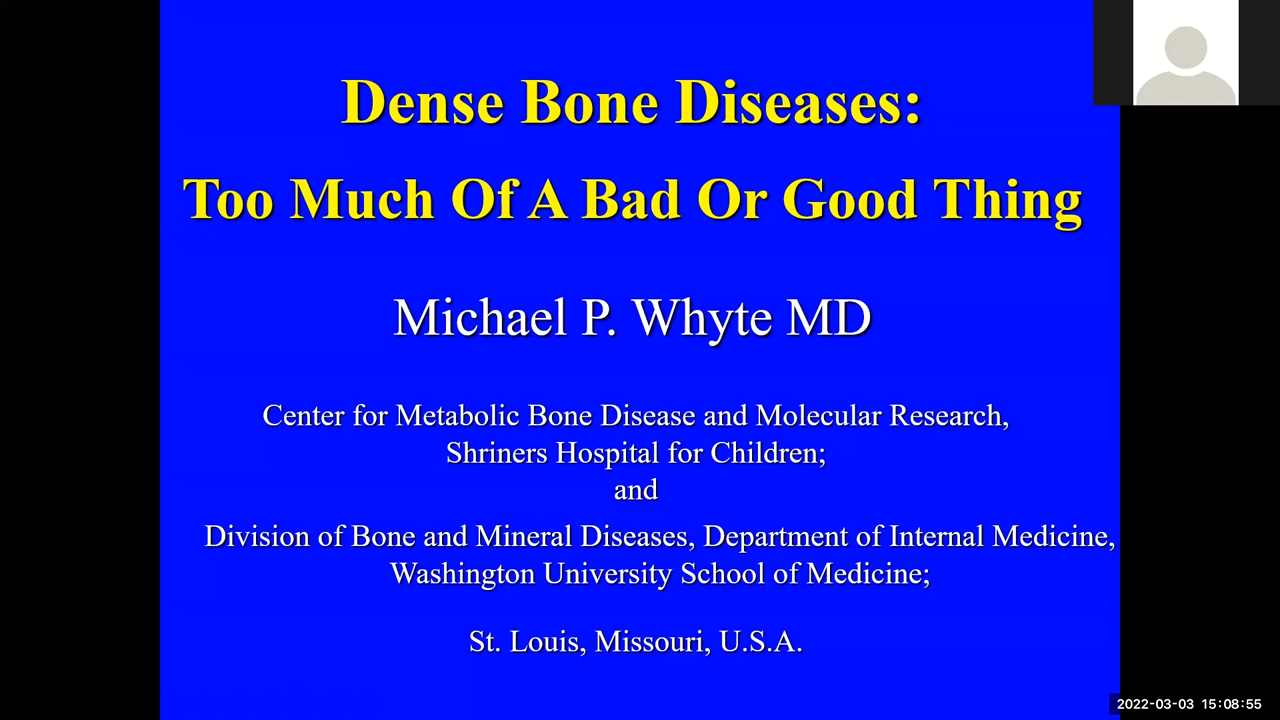 Dense Bone Diseases:
Too Much Of A Bad Or Good Thing
Michael P. Whyte MD
Center for Metabolic Bone Disease and Molecular Research,
Shriners Hospital for Children;
and
Division of Bone and Mineral Diseases, Department of Internal Medicine,
Washington University School of Medicine;
St. Louis, Missouri, U.S.A.
2022-03-03 15:08:55